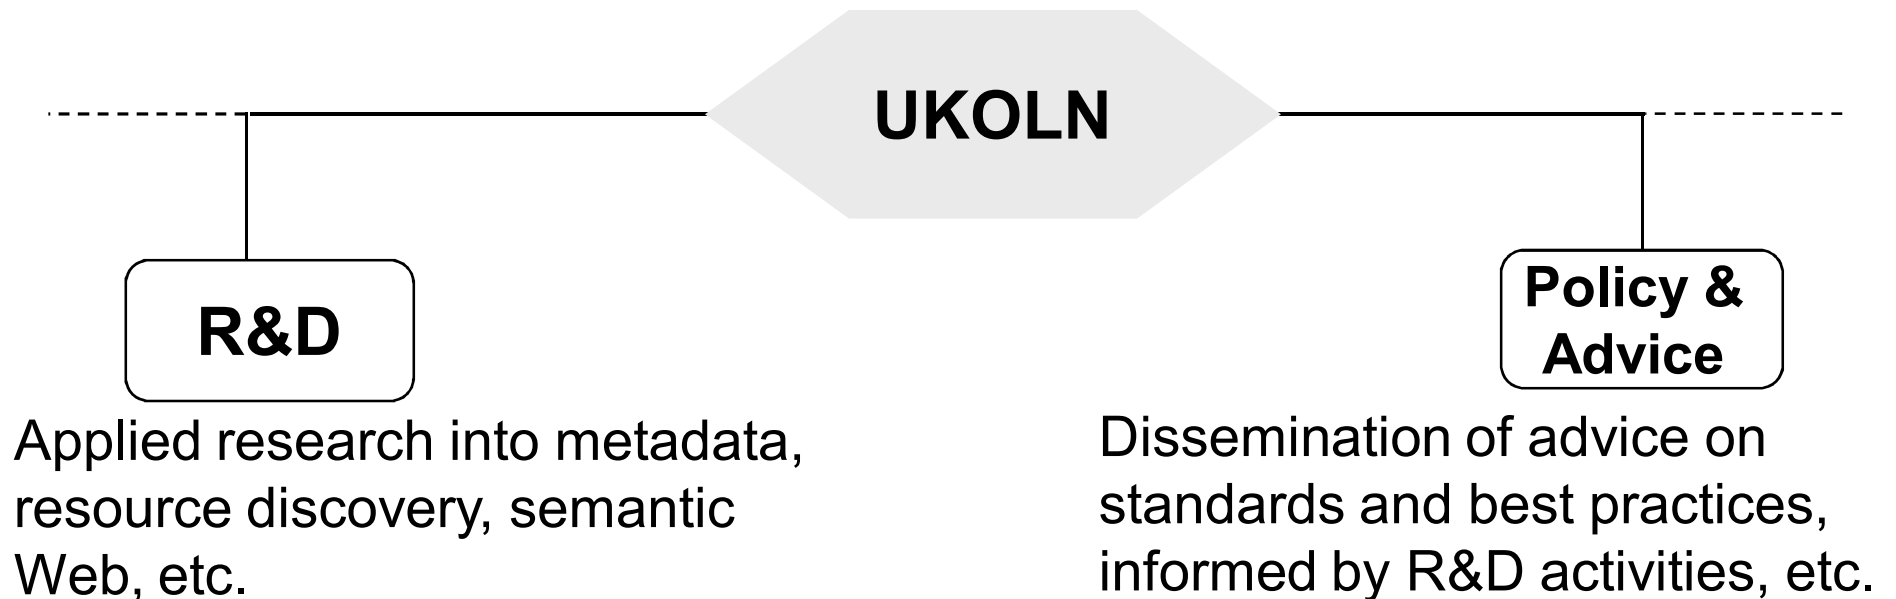 UKOLN
R&D
Applied research into metadata,
resource discovery, semantic
Web, etc.
Policy &
Advice
Dissemination of advice on
standards and best practices,
informed by R&D activities, etc.